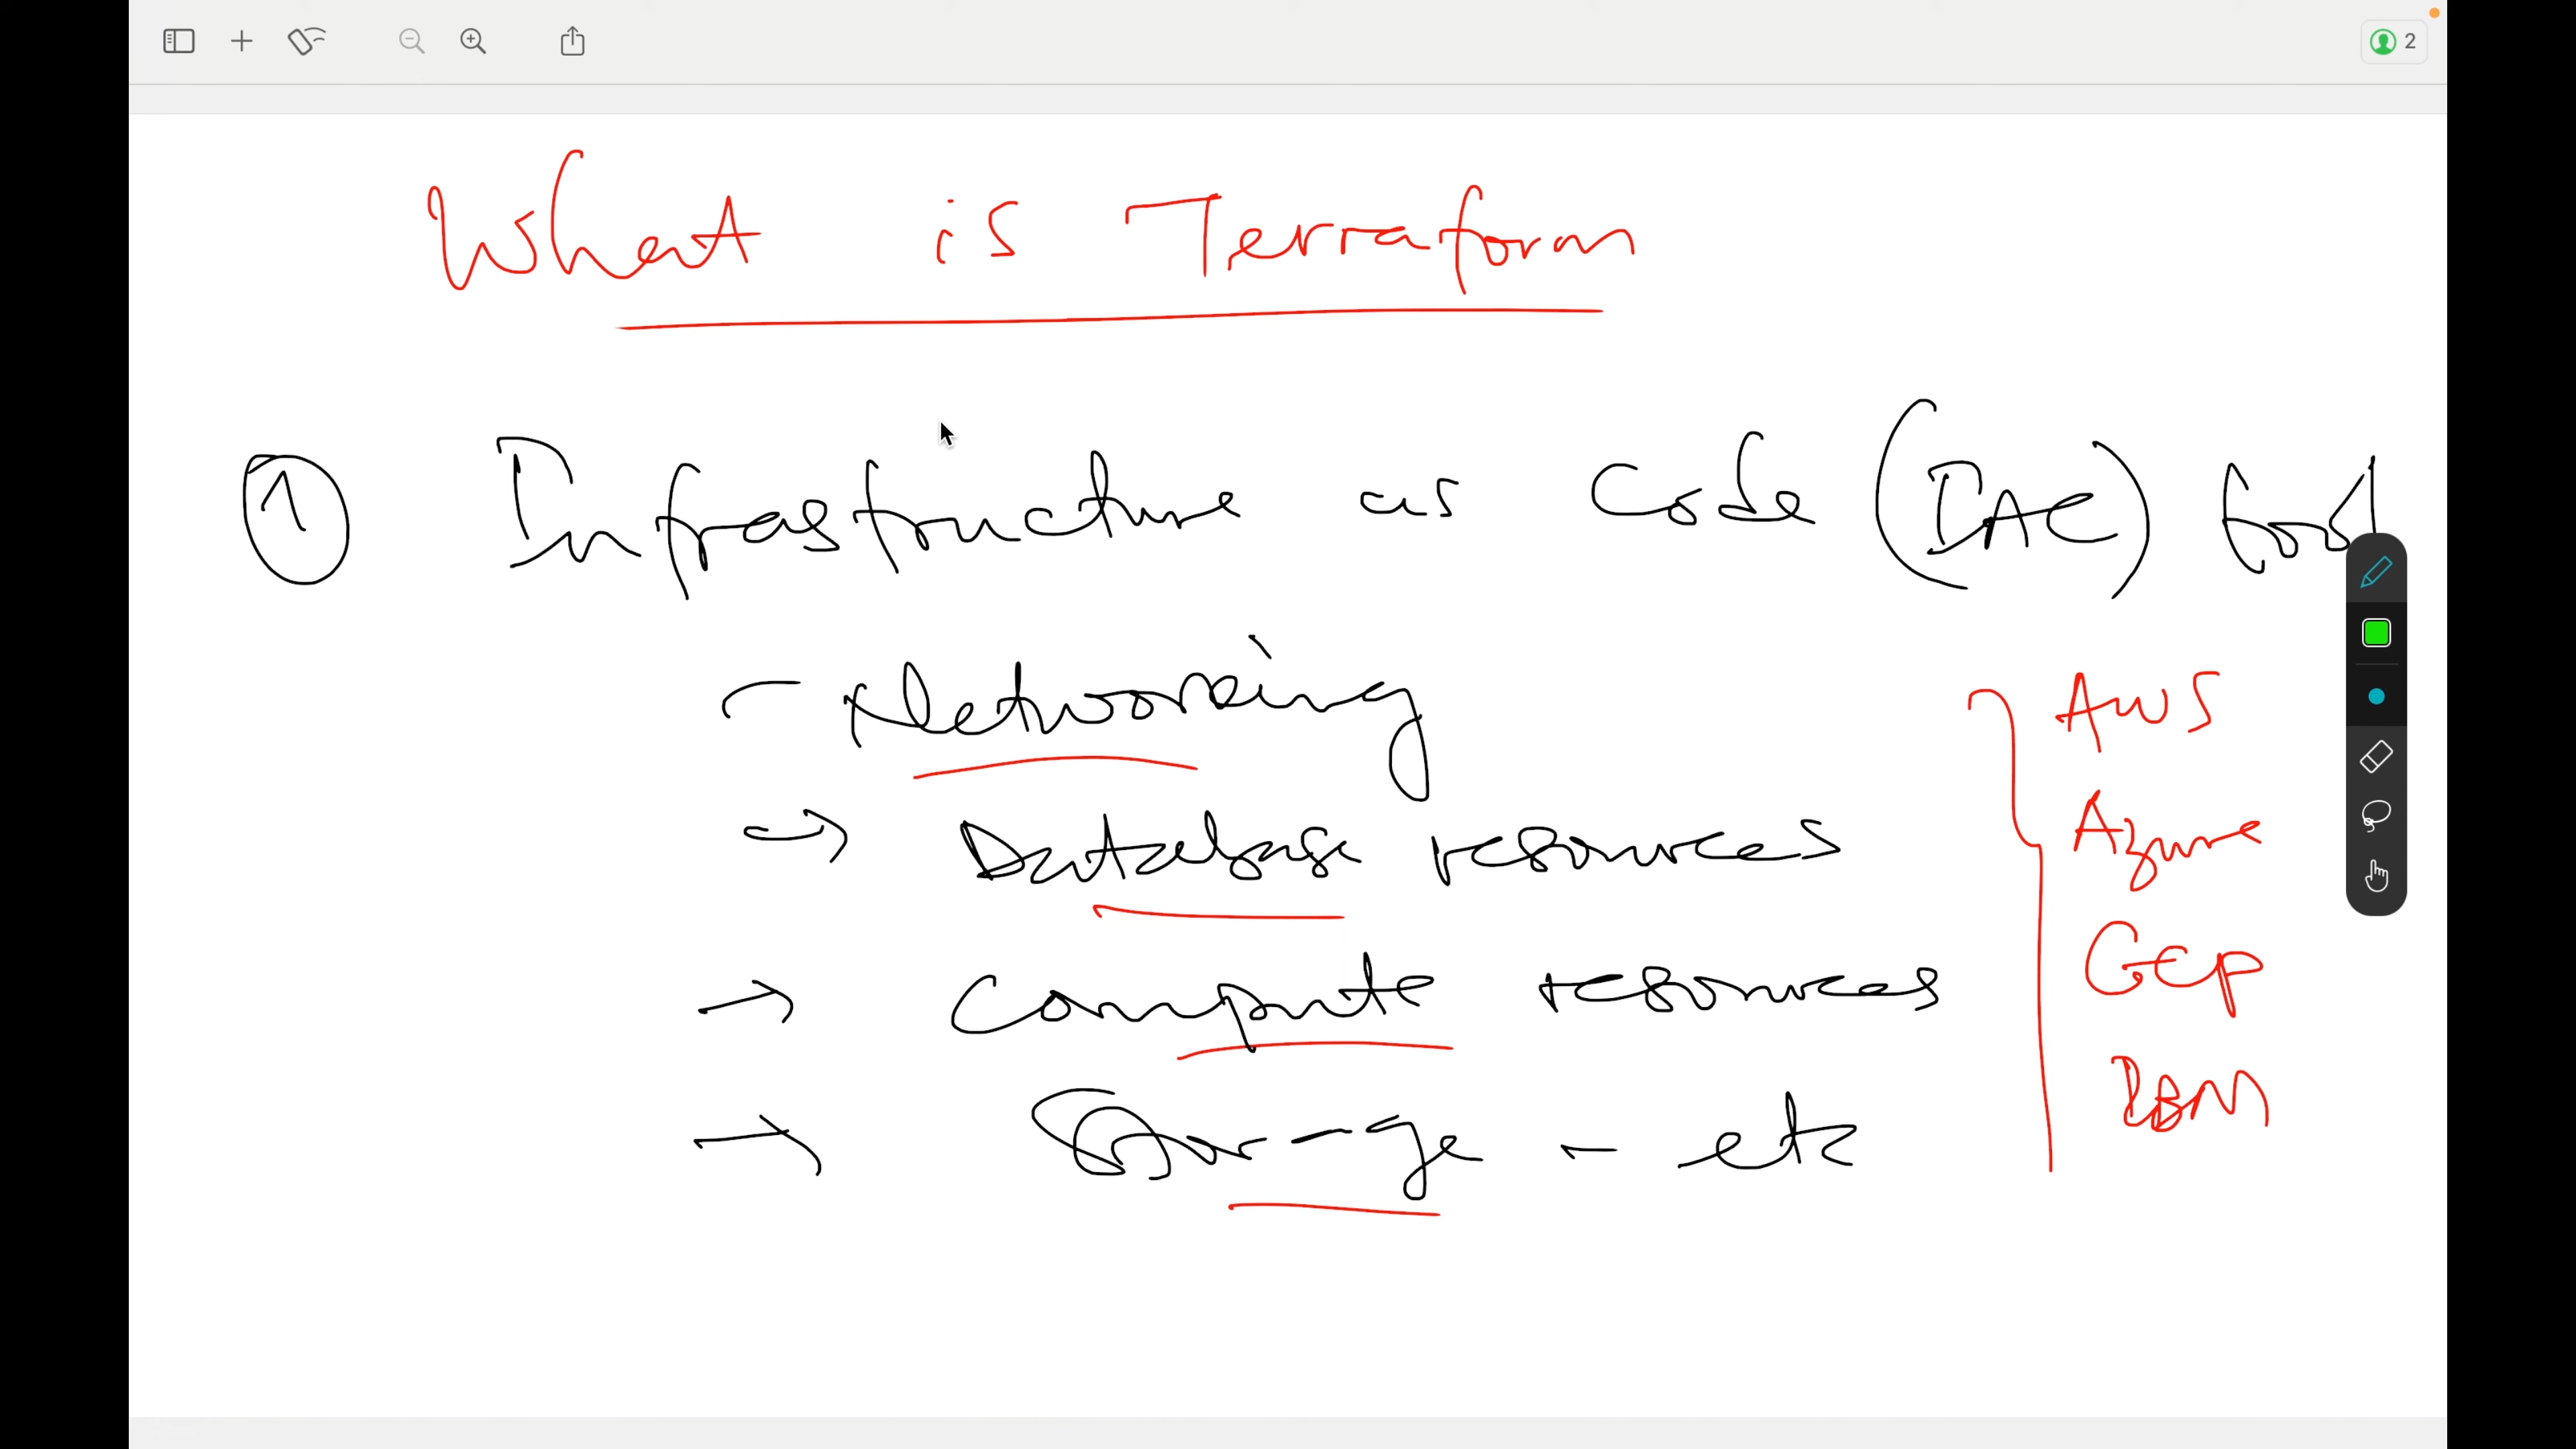 2
What is Terraform
1 Infrastructure as Code (IAC) tool
- Networking
→ Database resources
→ Compute resources
→ Storage - etc
AWS
Azure
GCP
IBM